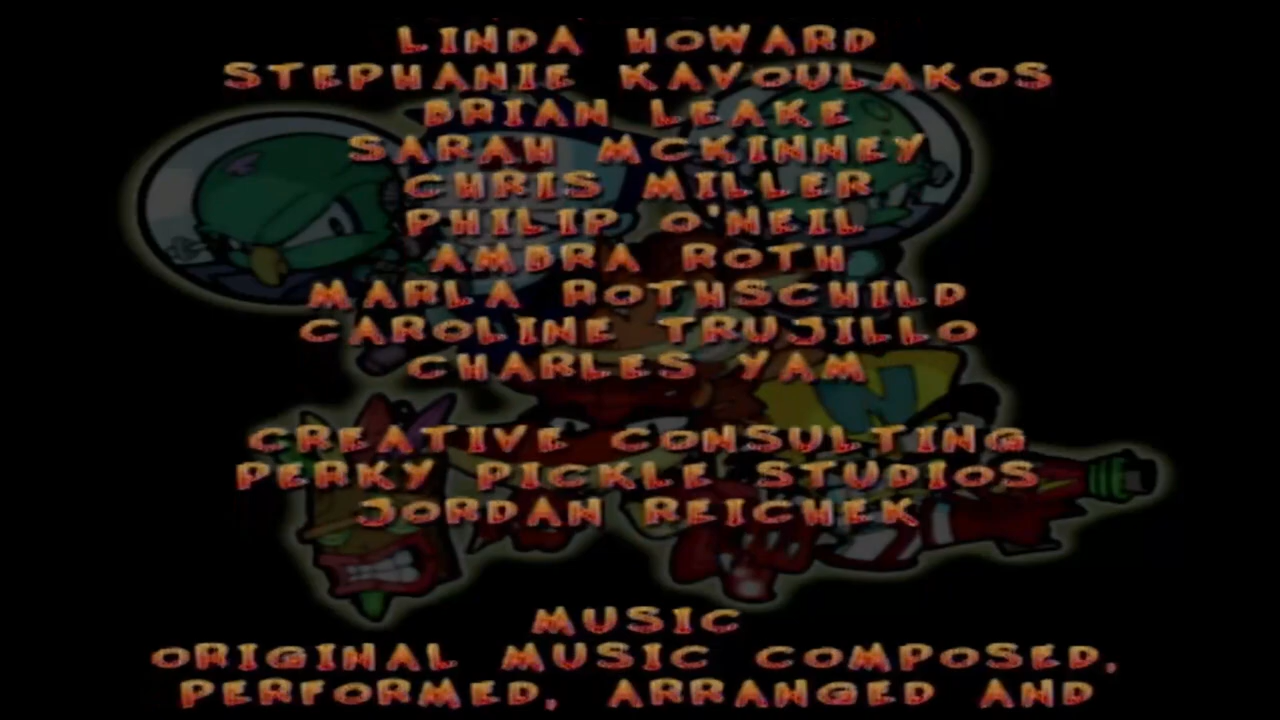 LINDA HOWARD
STEPHANIE KAVOULAKOS
BRIAN LEAKE
SARAH MCKINNEY
CHRIS MILLER
PHILIP O'NEIL
AMBRA ROTH
MARLA ROTHSCHILD
CAROLINE TRUJILLO
CHARLES YAM
CREATIVE CONSULTING
PERKY PICKLE STUDIOS
JORDAN REICHEK
MUSIC
ORIGINAL MUSIC COMPOSED,
PERFORMED, ARRANGED AND